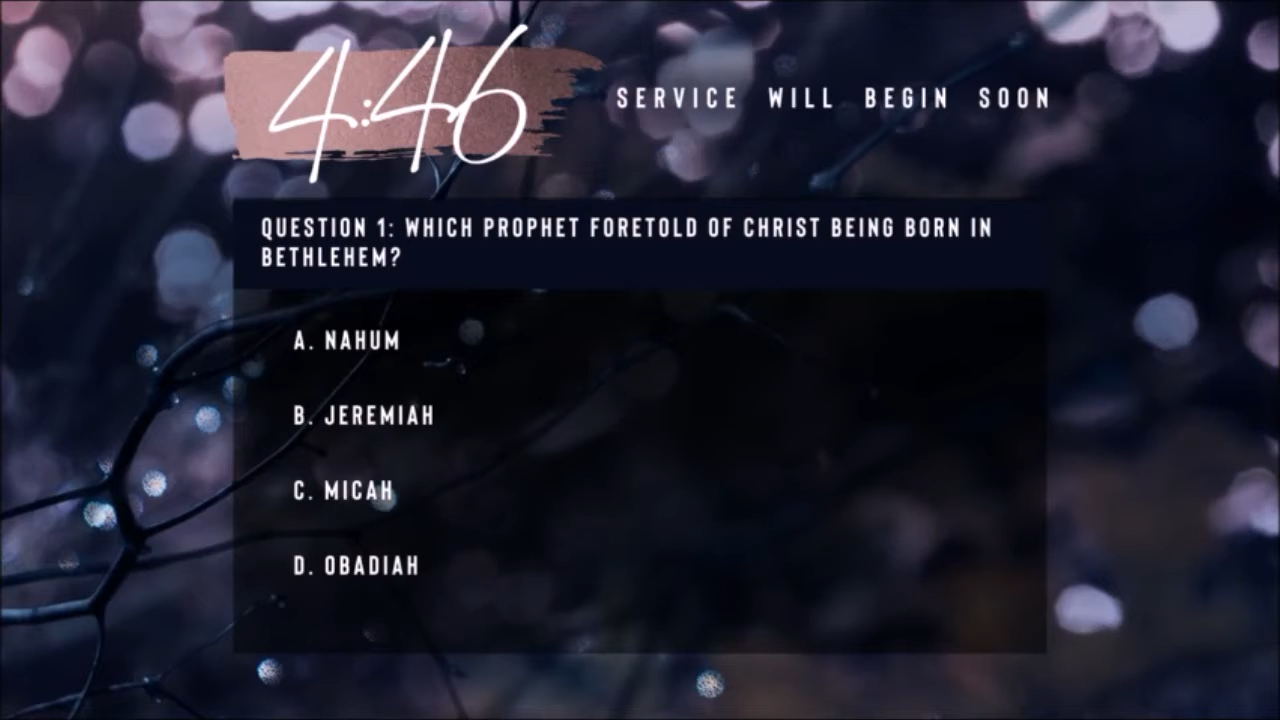 4:46
SERVICE WILL BEGIN SOON
QUESTION 1: WHICH PROPHET FORETOLD OF CHRIST BEING BORN IN
BETHLEHEM?
A. NAHUM
B. JEREMIAH
C. MICAH
D. OBADIAH